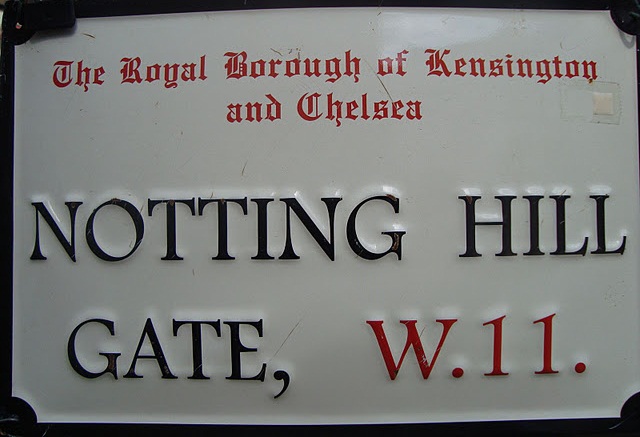 The Royal Borough of Kensington
and Chelsea
NOTTING HILL
GATE, W.11.